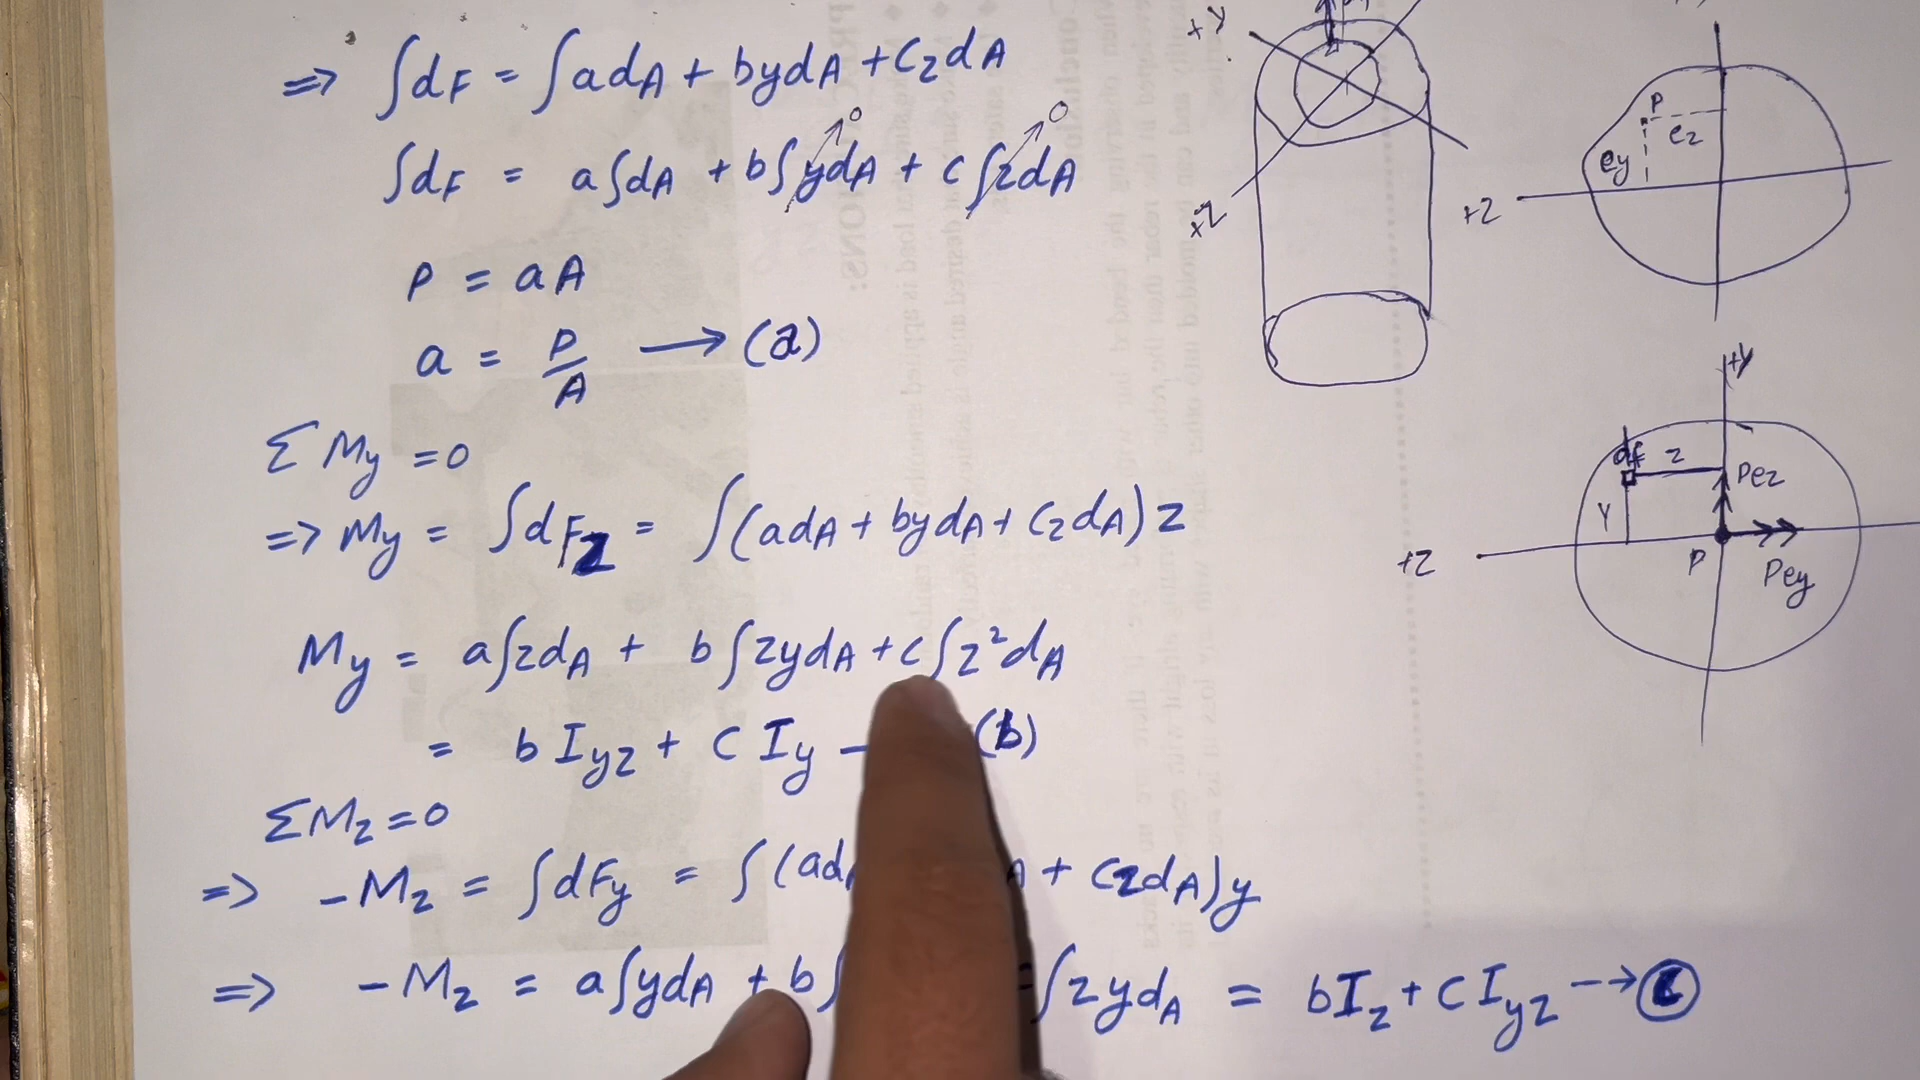 ⇒ ∫dF = ∫adA + bydA + czdA
∫dF = a∫dA + b∫ydA↗0 + c∫zdA↗0
P = aA
a = P/A → (a)
ΣMy = 0
⇒ My = ∫dFz = ∫(adA + bydA + czdA)z
My = a∫zdA + b∫zydA + c∫z²dA
= bIyz + cIy (b)
ΣMz = 0
⇒ -Mz = ∫dFy = ∫(ad + czdA)y
⇒ -Mz = a∫ydA + b∫ ∫zydA = bIz + cIyz → (c)
+Y
+Z
P
ez
ey
+Z
+Y
df z
Pez
Y
+Z
P
Pey